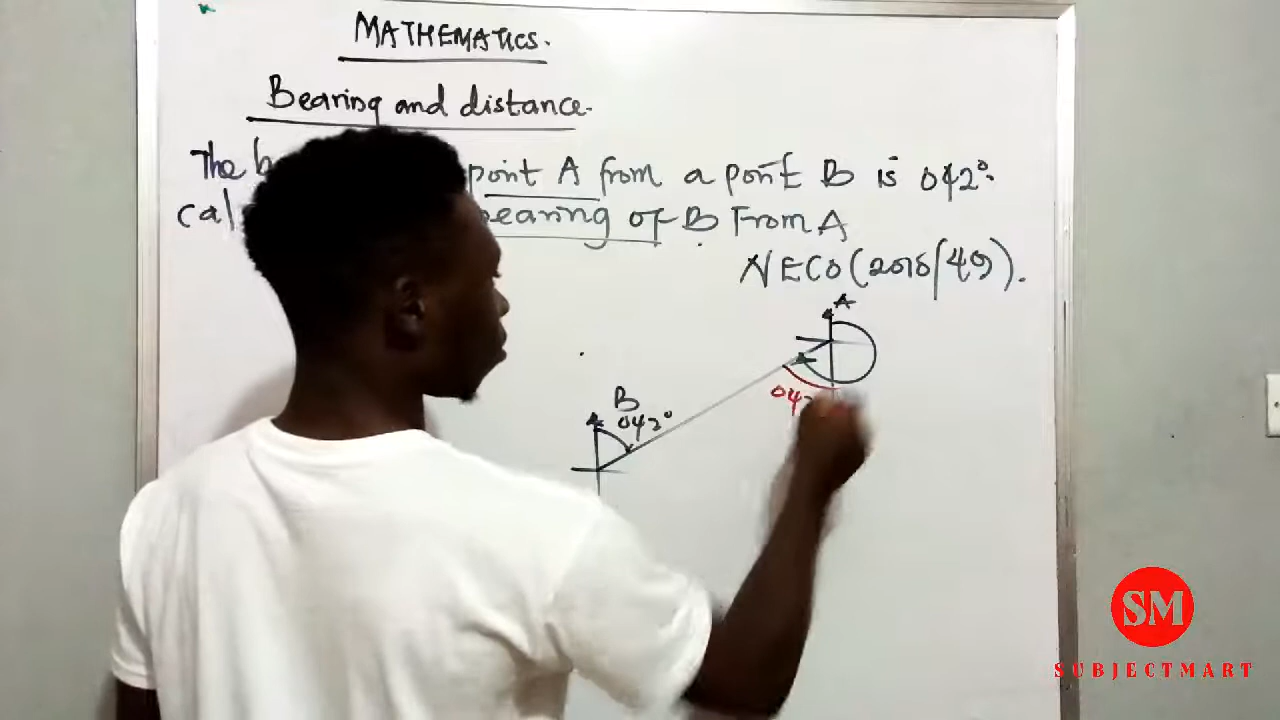 MATHEMATICS.
Bearing and distance.
The point A from a point B is 042°.
cal bearing of B From A
NECO (2018/49).
A
B
042°
SM
SUBJECTMART